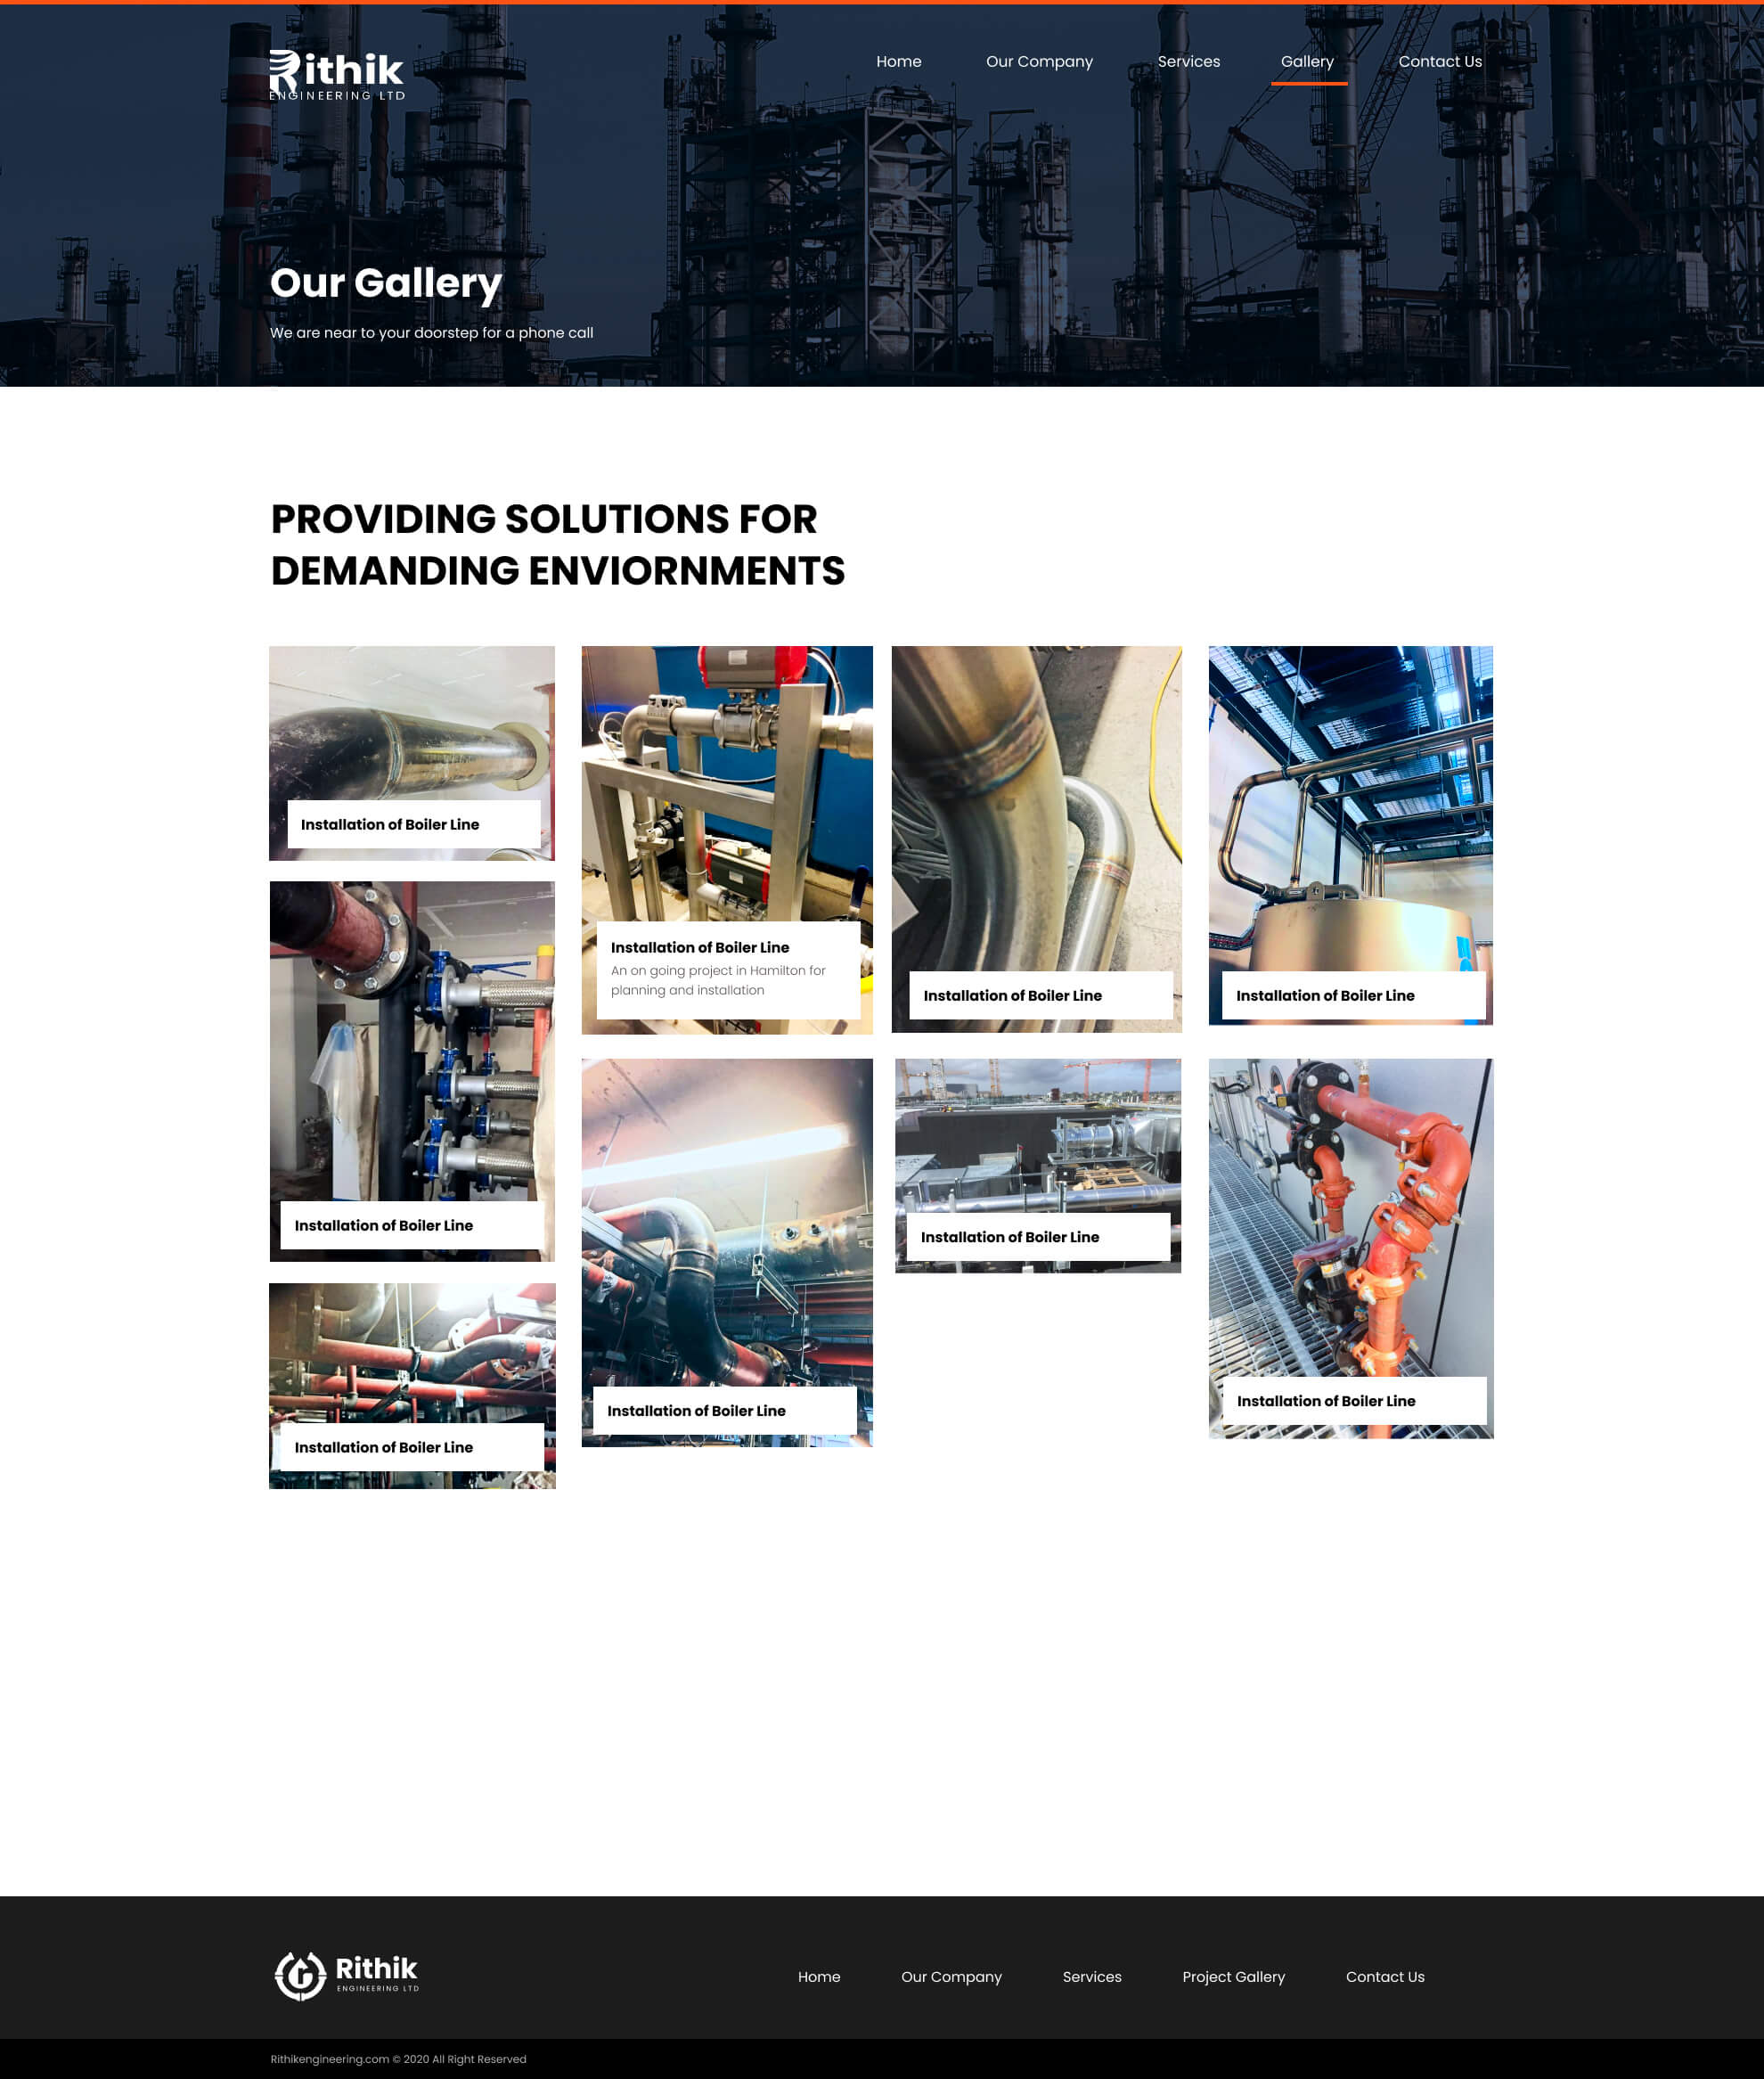 Rithik
ENGINEERING LTD
Home
Our Company
Services
Gallery
Contact Us
Our Gallery
We are near to your doorstep for a phone call
PROVIDING SOLUTIONS FOR
DEMANDING ENVIORNMENTS
Installation of Boiler Line
Installation of Boiler Line
An on going project in Hamilton for
planning and installation
Installation of Boiler Line
Installation of Boiler Line
Installation of Boiler Line
Installation of Boiler Line
Installation of Boiler Line
Installation of Boiler Line
Installation of Boiler Line
Rithik
ENGINEERING LTD
Home
Our Company
Services
Project Gallery
Contact Us
Rithikengineering.com © 2020 All Right Reserved